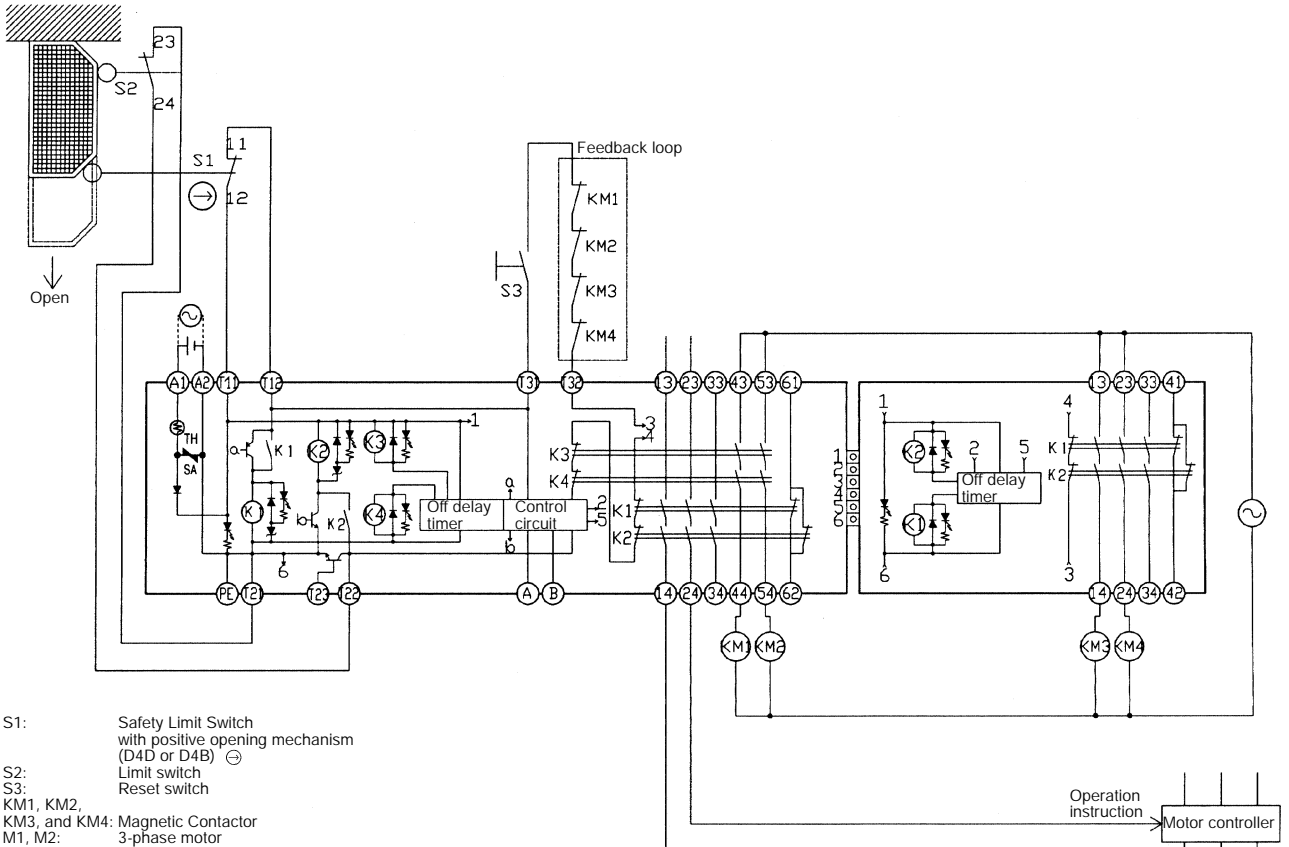 23
S2
24
11
S1
12
Open
Feedback loop
KM1
KM2
KM3
KM4
S3
A1 A2 T11 T12 T31 T32 13 23 33 43 53 61
13 23 33 41
TH
SA
a
K1
K2
K3
1
3
4
K3
K4
a
K1
K4
Off delay
timer
Control
circuit
2
5
K1
K2
b
K2
b
6
1
2
3
4
5
6
1
K2
2
5
Off delay
timer
K1
6
4
K1
K2
3
PE T21 T23 T22 A B 14 24 34 44 54 62
14 24 34 42
KM1 KM2
KM3 KM4
S1: Safety Limit Switch
with positive opening mechanism
(D4D or D4B)
S2: Limit switch
S3: Reset switch
KM1, KM2,
KM3, and KM4: Magnetic Contactor
M1, M2: 3-phase motor
Operation
instruction
Motor controller